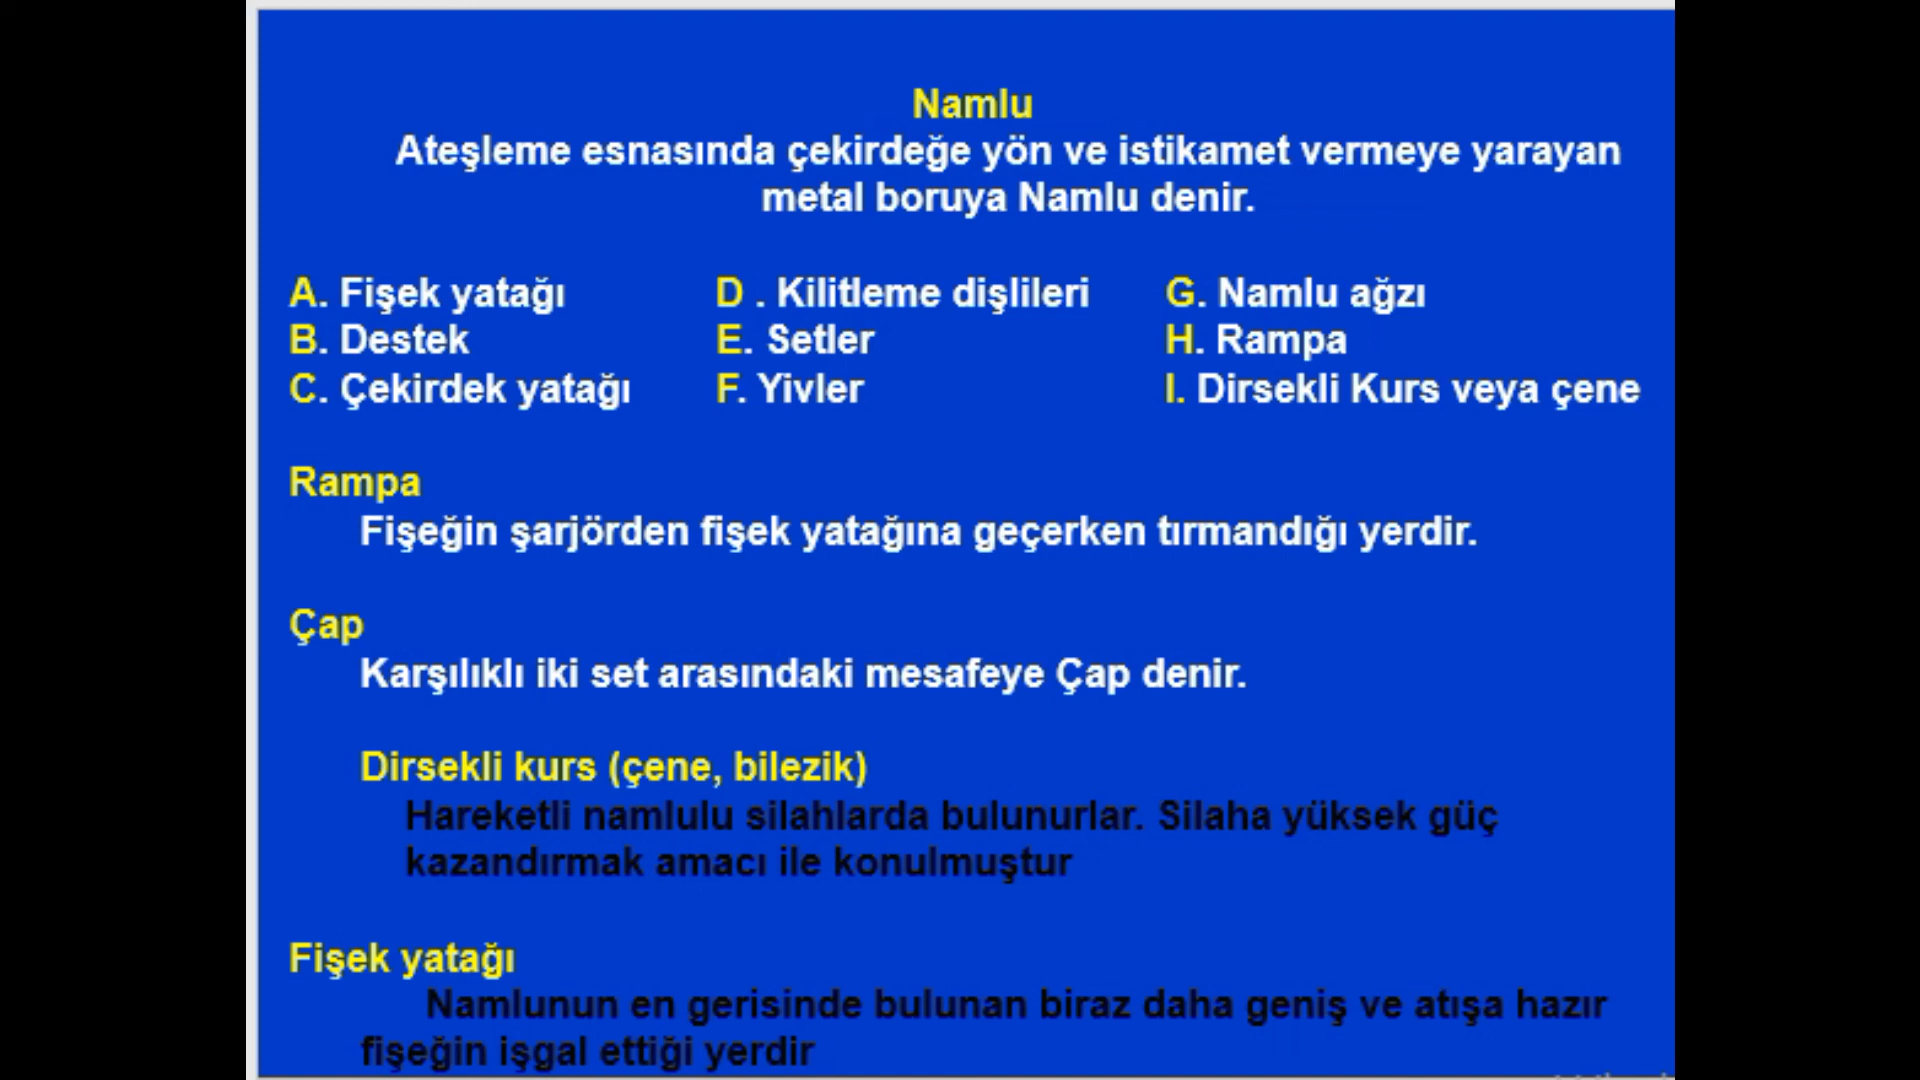 Namlu
Ateşleme esnasında çekirdeğe yön ve istikamet vermeye yarayan
metal boruya Namlu denir.
A. Fişek yatağı D . Kilitleme dişlileri G. Namlu ağzı
B. Destek E. Setler H. Rampa
C. Çekirdek yatağı F. Yivler I. Dirsekli Kurs veya çene
Rampa
Fişeğin şarjörden fişek yatağına geçerken tırmandığı yerdir.
Çap
Karşılıklı iki set arasındaki mesafeye Çap denir.
Dirsekli kurs (çene, bilezik)
Hareketli namlulu silahlarda bulunurlar. Silaha yüksek güç
kazandırmak amacı ile konulmuştur
Fişek yatağı
Namlunun en gerisinde bulunan biraz daha geniş ve atışa hazır
fişeğin işgal ettiği yerdir